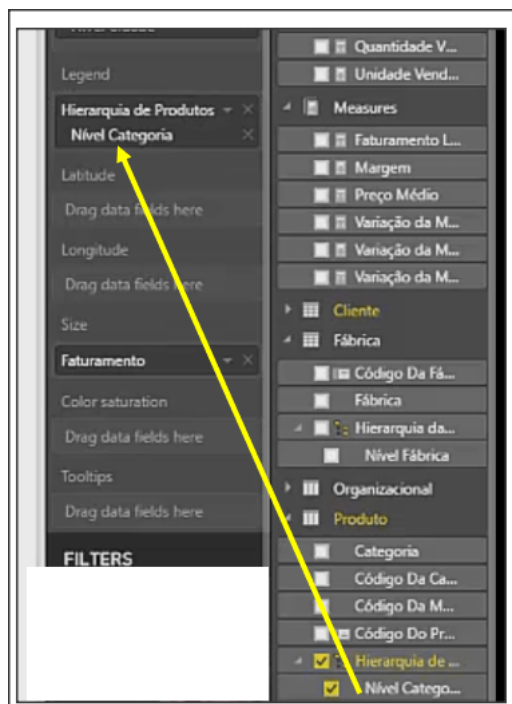 Legend
Hierarquia de Produtos
Nível Categoria
Latitude
Drag data fields here
Longitude
Drag data fields here
Size
Faturamento
Color saturation
Drag data fields here
Tooltips
Drag data fields here
FILTERS
Quantidade V...
Unidade Vend...
Measures
Faturamento L...
Margem
Preço Médio
Variação da M...
Variação da M...
Variação da M...
Cliente
Fábrica
Código Da Fá...
Fábrica
Hierarquia da...
Nível Fábrica
Organizacional
Produto
Categoria
Código Da Ca...
Código Da M...
Código Do Pr...
Hierarquia de ...
Nível Catego...